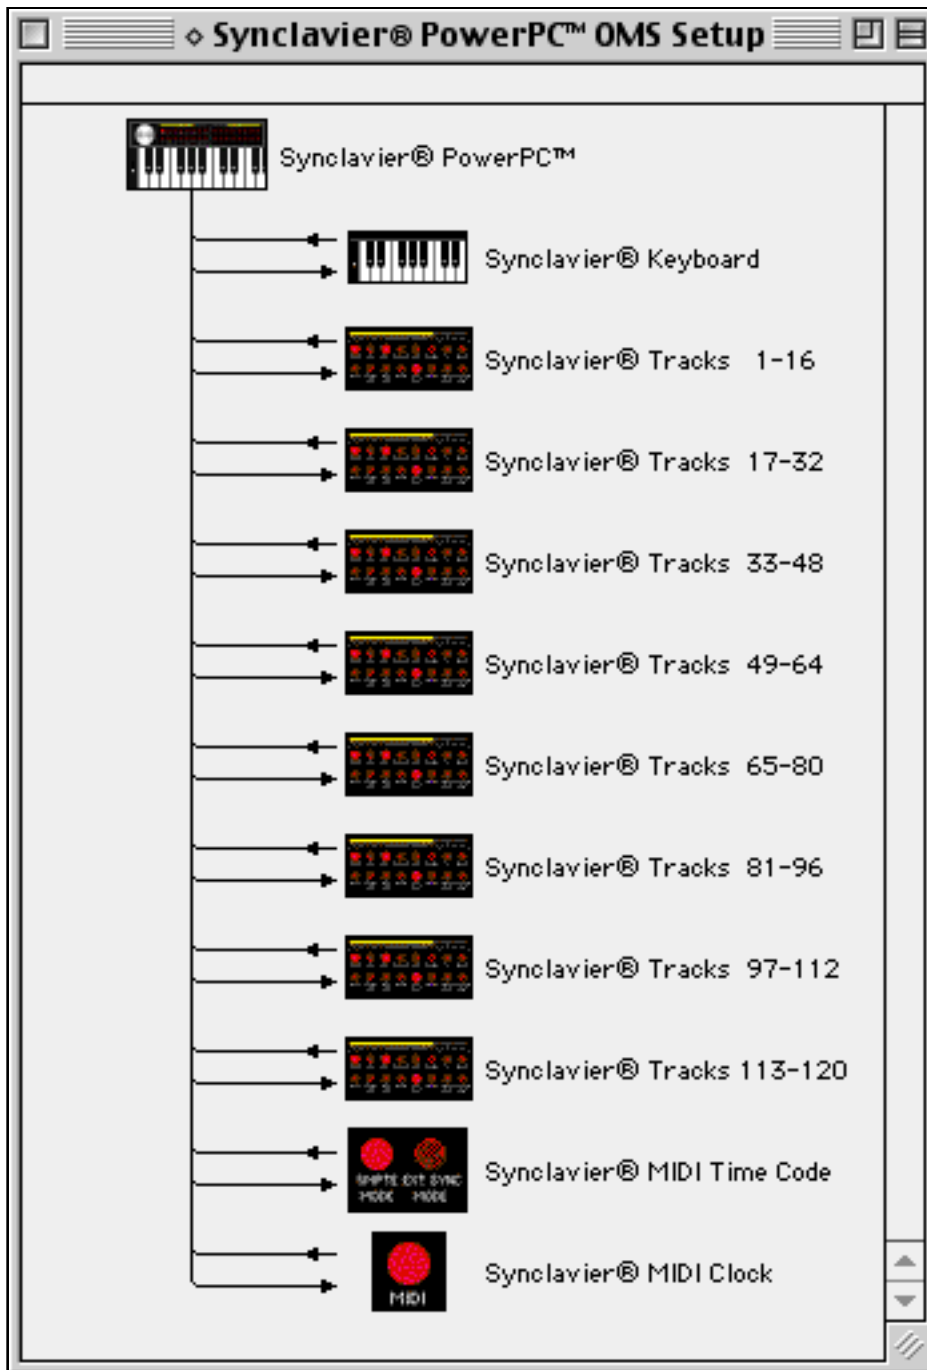 ◇ Synclavier® PowerPC™ OMS Setup
Synclavier® PowerPC™
Synclavier® Keyboard
Synclavier® Tracks 1-16
Synclavier® Tracks 17-32
Synclavier® Tracks 33-48
Synclavier® Tracks 49-64
Synclavier® Tracks 65-80
Synclavier® Tracks 81-96
Synclavier® Tracks 97-112
Synclavier® Tracks 113-120
SMPTE EXT SYNC
MODE MODE
Synclavier® MIDI Time Code
MIDI
Synclavier® MIDI Clock